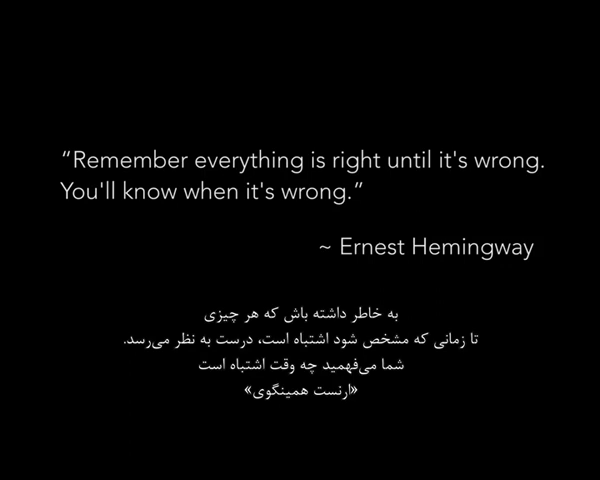 “Remember everything is right until it's wrong.
You'll know when it's wrong.”
~ Ernest Hemingway
به خاطر داشته باش که هر چیزی
تا زمانی که مشخص شود اشتباه است، درست به نظر می‌رسد.
شما می‌فهمید چه وقت اشتباه است
«ارنست همینگوی»